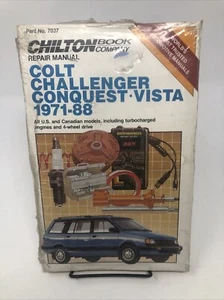 Part No. 7037
CHILTON BOOK
COMPANY
REPAIR MANUAL
COLT
CHALLENGER
CONQUEST·VISTA
1971-88
All U.S. and Canadian models, including turbocharged
engines and 4-wheel drive